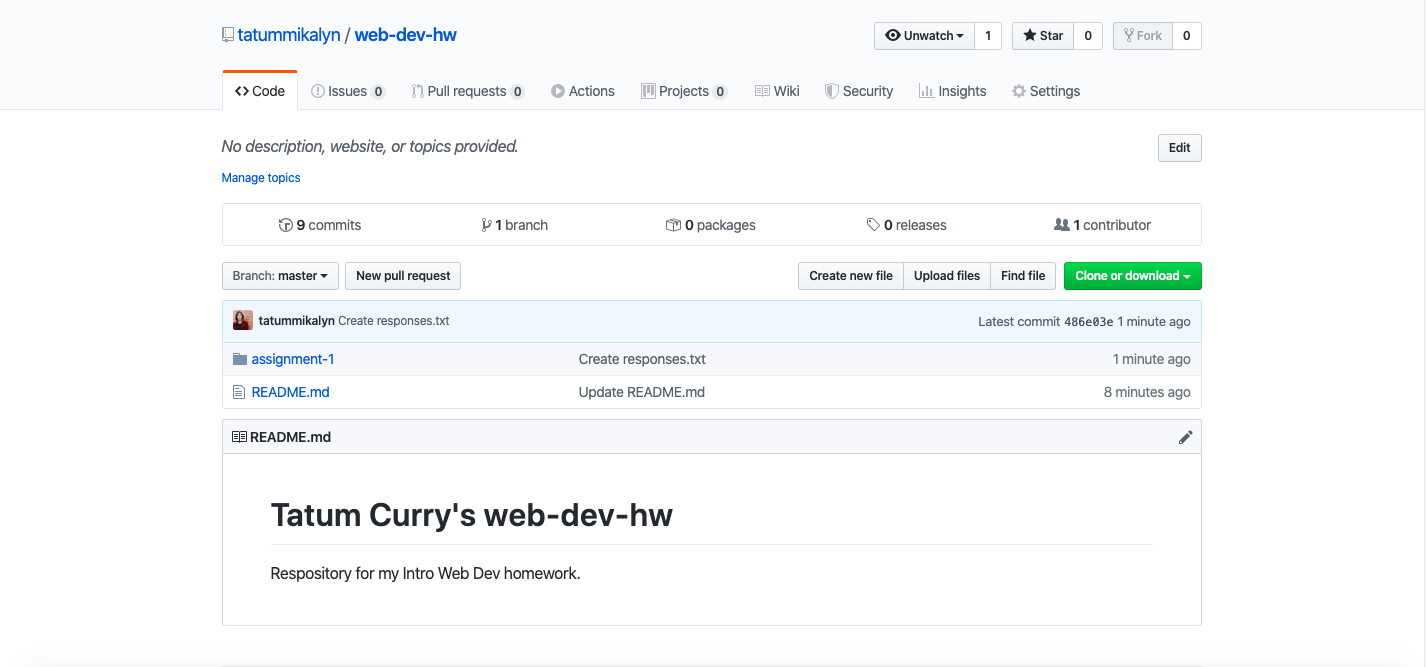 tatummikalyn / web-dev-hw Unwatch 1 Star 0 Fork 0
Code Issues 0 Pull requests 0 Actions Projects 0 Wiki Security Insights Settings
No description, website, or topics provided. Edit
Manage topics
9 commits 1 branch 0 packages 0 releases 1 contributor
Branch: master New pull request Create new file Upload files Find file Clone or download
tatummikalyn Create responses.txt Latest commit 486e03e 1 minute ago
assignment-1 Create responses.txt 1 minute ago
README.md Update README.md 8 minutes ago
README.md
Tatum Curry's web-dev-hw
Respository for my Intro Web Dev homework.